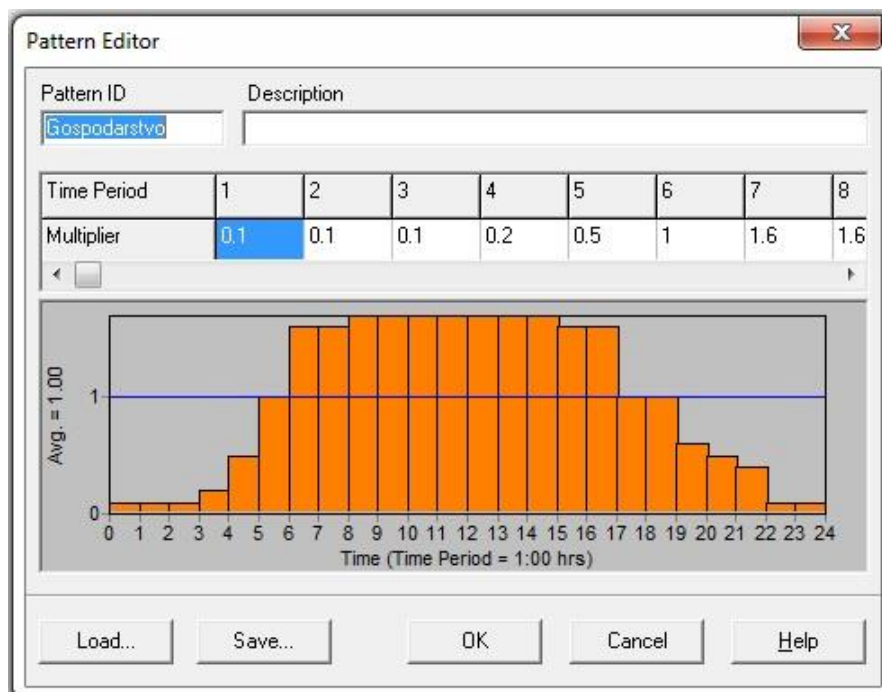 Pattern Editor
Pattern ID Description
Gospodarstvo
Time Period 1 2 3 4 5 6 7 8
Multiplier 0.1 0.1 0.1 0.2 0.5 1 1.6 1.6
Avg. = 1.00
1
0
0 1 2 3 4 5 6 7 8 9 10 11 12 13 14 15 16 17 18 19 20 21 22 23 24
Time (Time Period = 1:00 hrs)
Load... Save... OK Cancel Help